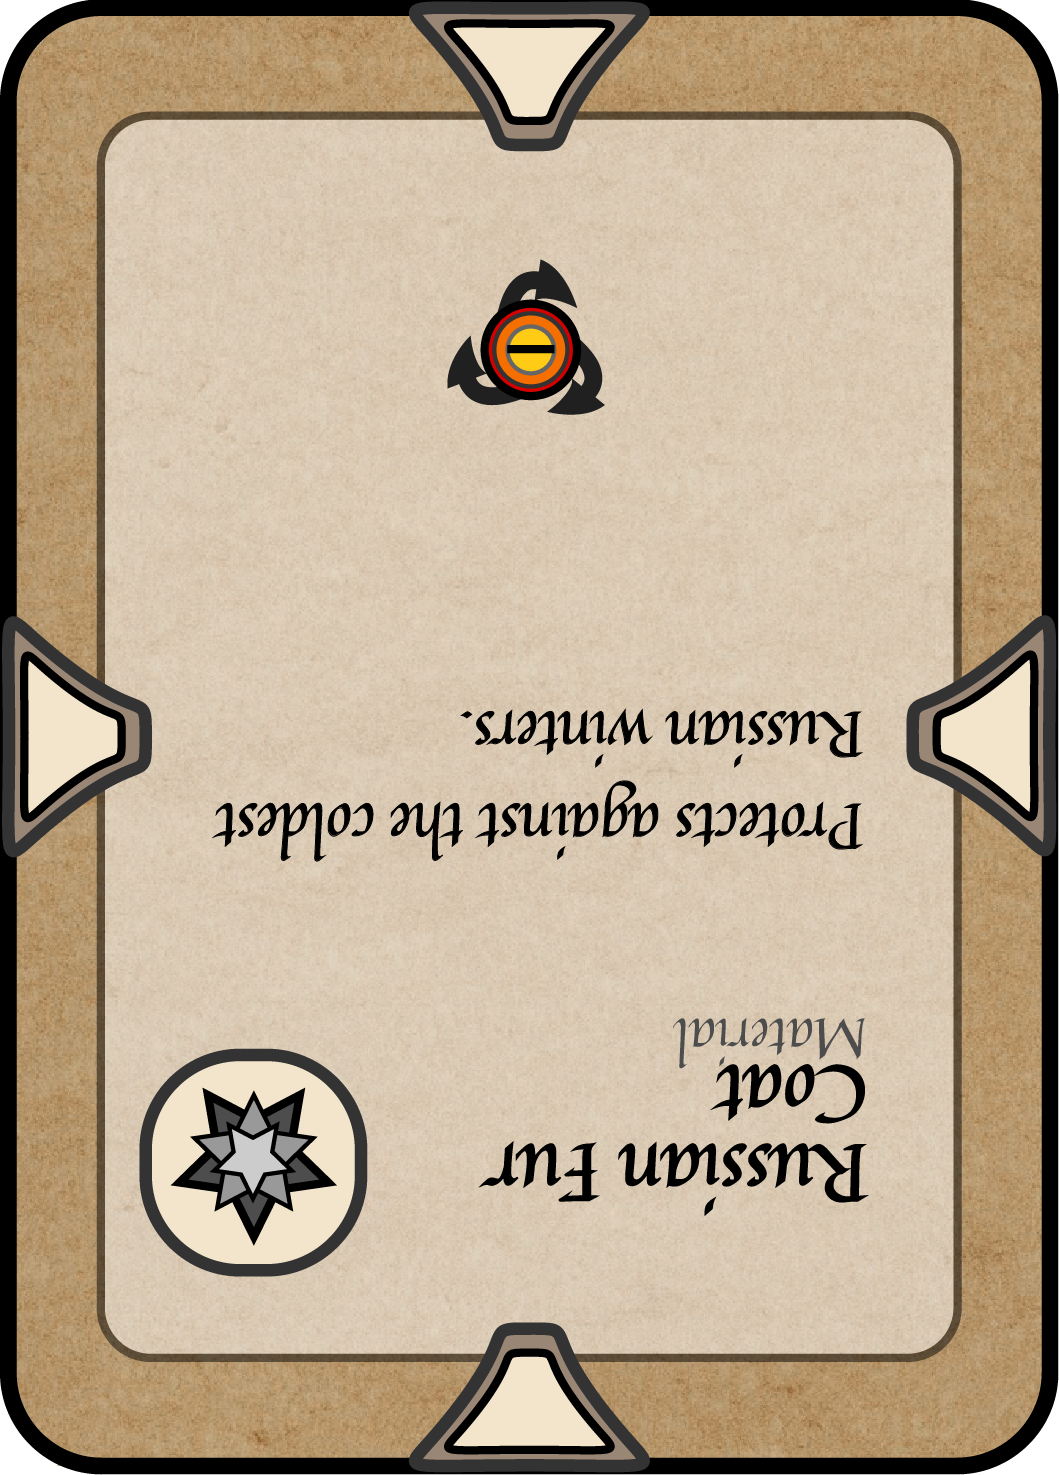 Russian Fur
Coat
Material
Protects against the coldest
Russian winters.